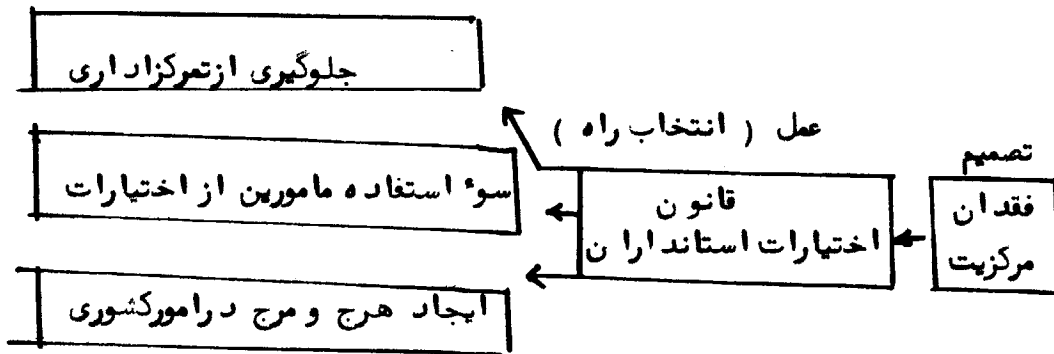 تصمیم
فقدان
مرکزیت
عمل ( انتخاب راه )
قانون
اختیارات استانداران
جلوگیری ازتمرکزاداری
سوء استفاده مامورین از اختیارات
ایجاد هرج و مرج درامورکشوری